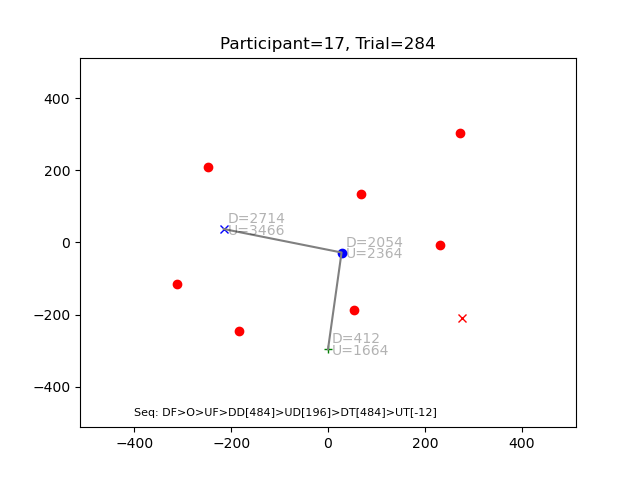 Participant=17, Trial=284
400
200
0
−200
−400
D=2714
U=3466
D=2054
U=2364
D=412
U=1664
Seq: DF>O>UF>DD[484]>UD[196]>DT[484]>UT[-12]
−400
−200
0
200
400